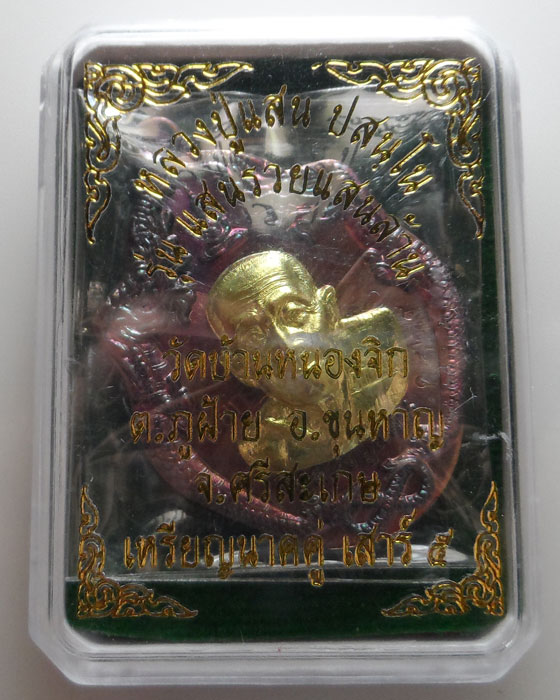 หลวงปู่แสน ปสนฺโน
รุ่น แสนรวยแสนล้าน
วัดบ้านหนองจิก
ต.ภูฝ้าย อ.ขุนหาญ
จ.ศรีสะเกษ
เหรียญนาคคู่ เสาร์ ๕